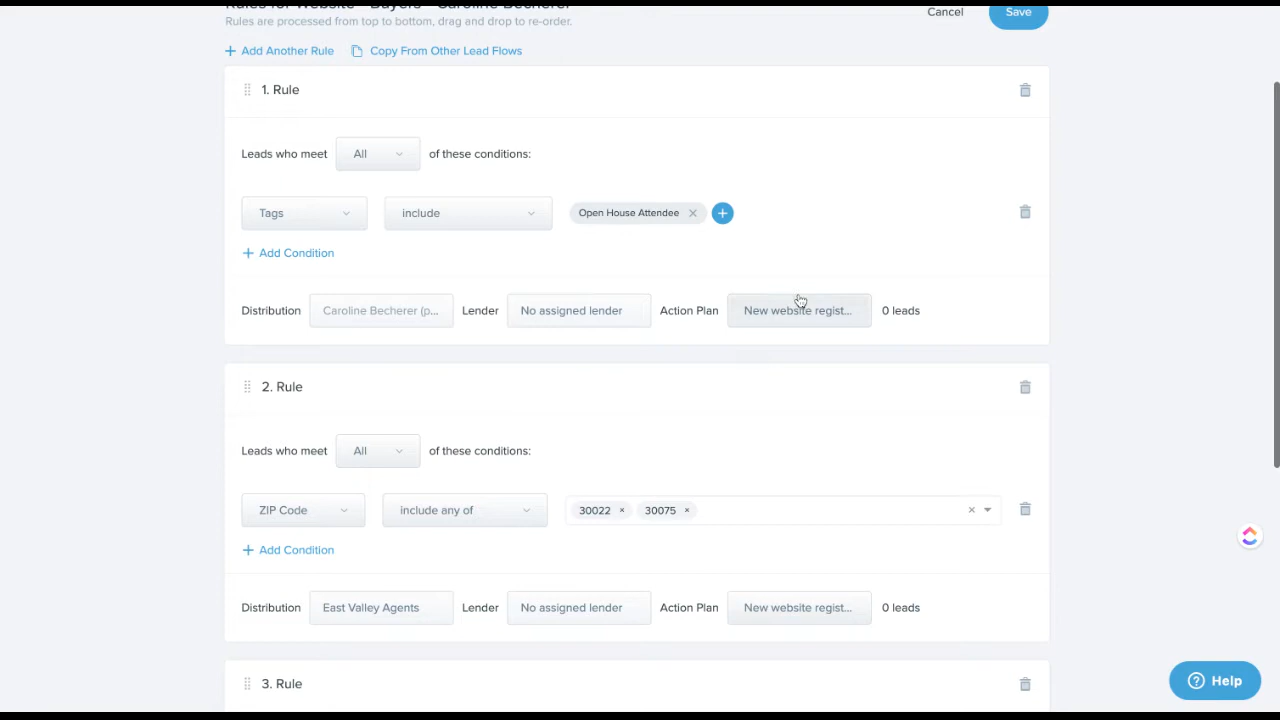 Rules for Website - Buyers - Caroline Becherer
Cancel
Save
Rules are processed from top to bottom, drag and drop to re-order.
Add Another Rule
Copy From Other Lead Flows
1. Rule
Leads who meet All of these conditions:
Tags include Open House Attendee
Add Condition
Distribution Caroline Becherer (p... Lender No assigned lender Action Plan New website regist... 0 leads
2. Rule
Leads who meet All of these conditions:
ZIP Code include any of 30022 × 30075 ×
Add Condition
Distribution East Valley Agents Lender No assigned lender Action Plan New website regist... 0 leads
3. Rule
Help